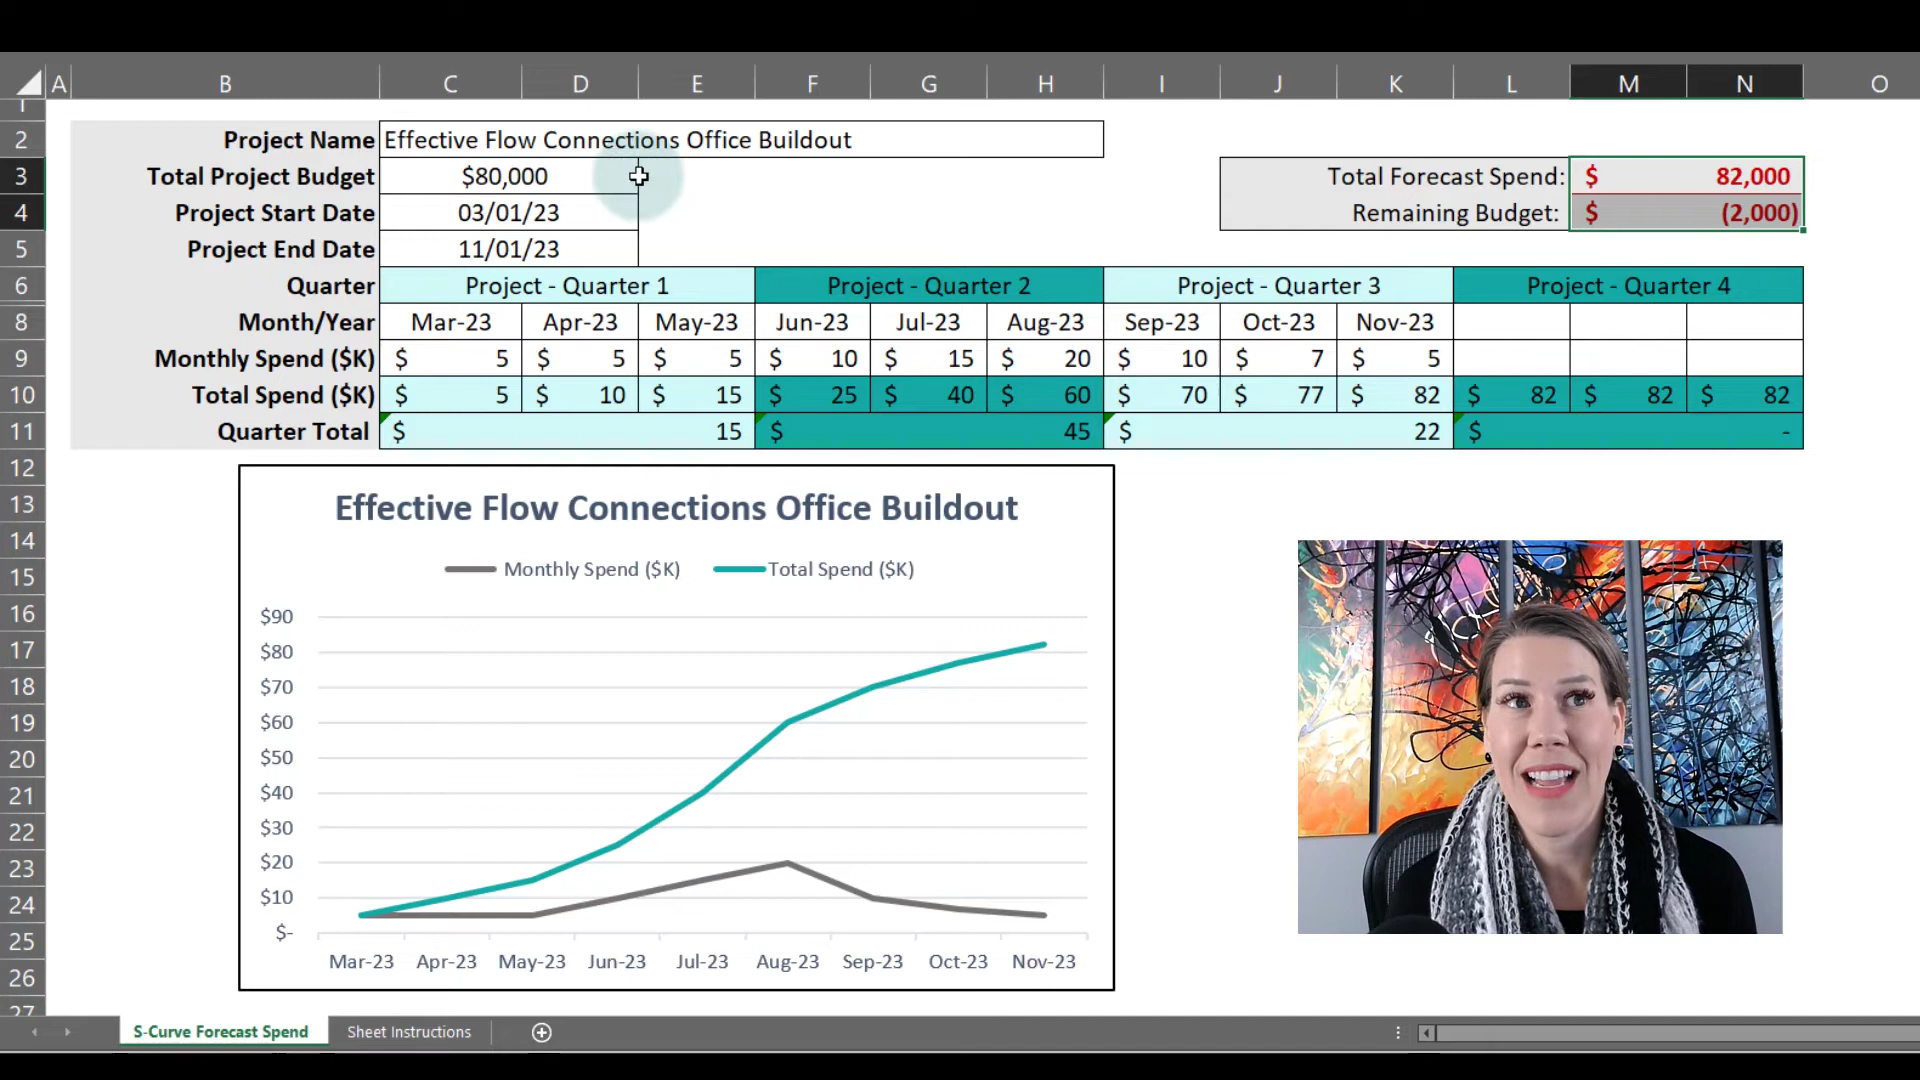 A B C D E F G H I J K L M N O
1
2 Project Name Effective Flow Connections Office Buildout
3 Total Project Budget $80,000 Total Forecast Spend: $ 82,000
4 Project Start Date 03/01/23 Remaining Budget: $ (2,000)
5 Project End Date 11/01/23
6 Quarter Project - Quarter 1 Project - Quarter 2 Project - Quarter 3 Project - Quarter 4
8 Month/Year Mar-23 Apr-23 May-23 Jun-23 Jul-23 Aug-23 Sep-23 Oct-23 Nov-23
9 Monthly Spend ($K) $ 5 $ 5 $ 5 $ 10 $ 15 $ 20 $ 10 $ 7 $ 5
10 Total Spend ($K) $ 5 $ 10 $ 15 $ 25 $ 40 $ 60 $ 70 $ 77 $ 82 $ 82 $ 82 $ 82
11 Quarter Total $ 15 $ 45 $ 22 $ -
12
13 Effective Flow Connections Office Buildout
14
15 Monthly Spend ($K) Total Spend ($K)
16 $90
17 $80
18 $70
19 $60
20 $50
21 $40
22 $30
23 $20
24 $10
25 $-
26 Mar-23 Apr-23 May-23 Jun-23 Jul-23 Aug-23 Sep-23 Oct-23 Nov-23
27
S-Curve Forecast Spend Sheet Instructions